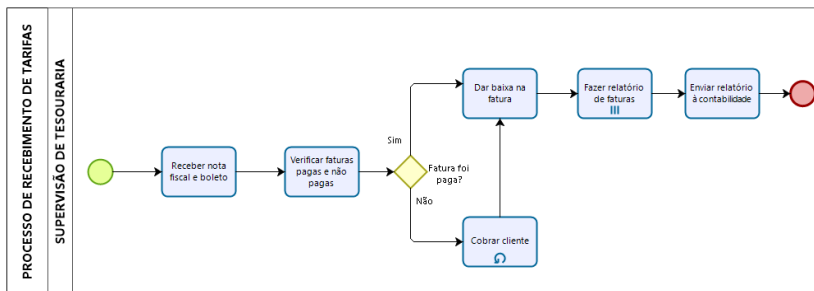 PROCESSO DE RECEBIMENTO DE TARIFAS
SUPERVISÃO DE TESOURARIA
Receber nota
fiscal e boleto
Verificar faturas
pagas e não
pagas
Sim
Fatura foi
paga?
Não
Dar baixa na
fatura
Cobrar cliente
Fazer relatório
de faturas
Enviar relatório
à contabilidade